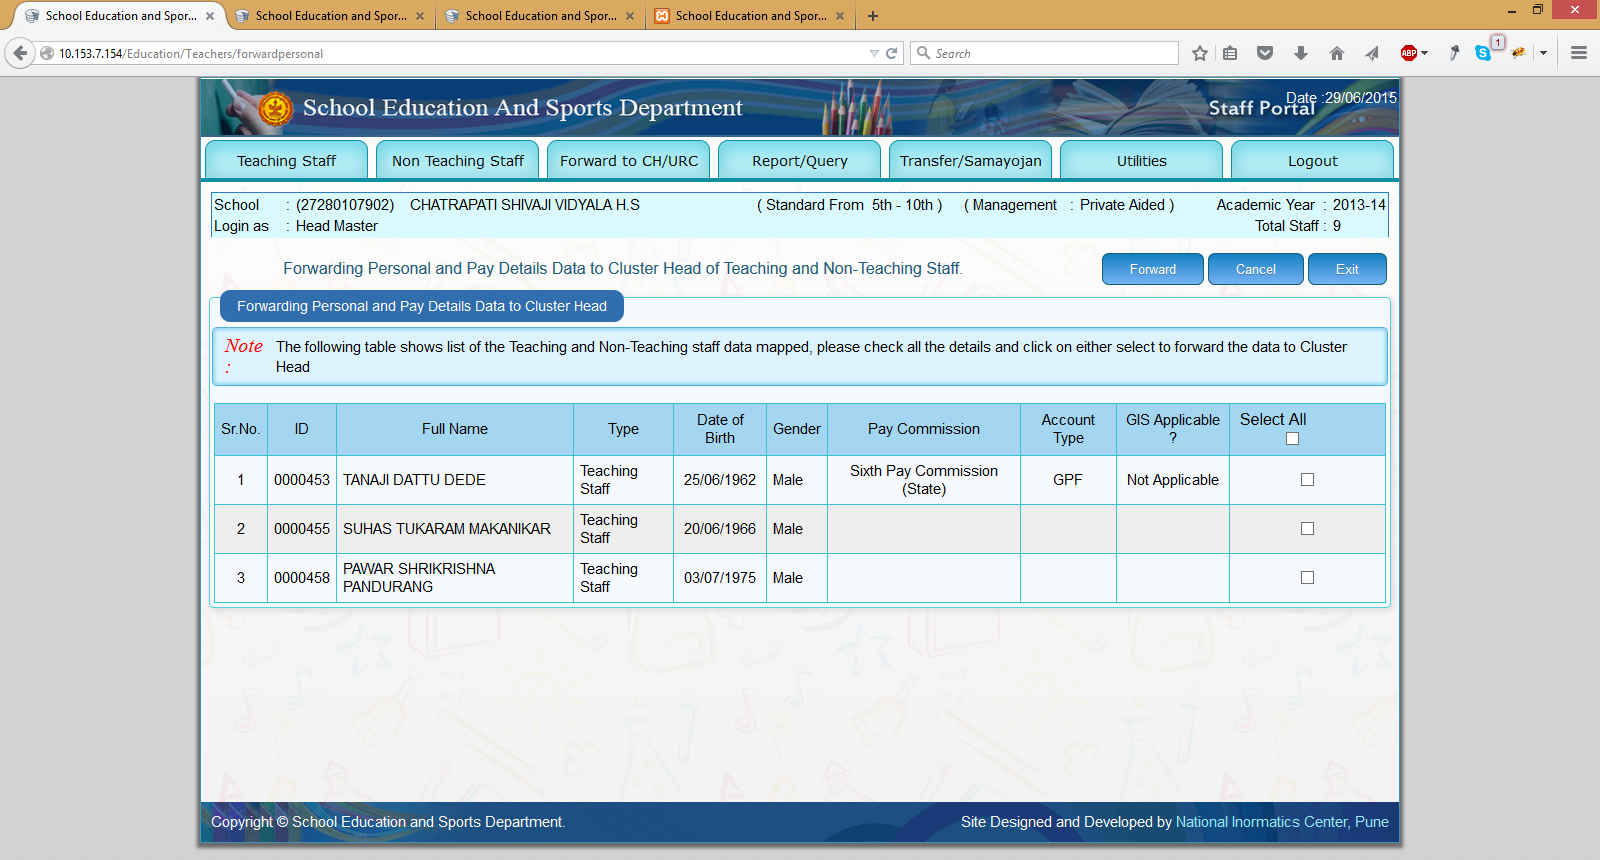 School Education and Spor... × School Education and Spor... × School Education and Spor... × School Education and Spor... × +
10.153.7.154/Education/Teachers/forwardpersonal Search ABP S 1
School Education And Sports Department Staff Portal Date :29/06/2015
Teaching Staff Non Teaching Staff Forward to CH/URC Report/Query Transfer/Samayojan Utilities Logout
School : (27280107902) CHATRAPATI SHIVAJI VIDYALA H.S ( Standard From 5th - 10th ) ( Management : Private Aided ) Academic Year : 2013-14
Login as : Head Master Total Staff : 9
Forwarding Personal and Pay Details Data to Cluster Head of Teaching and Non-Teaching Staff. Forward Cancel Exit
Forwarding Personal and Pay Details Data to Cluster Head
Note : The following table shows list of the Teaching and Non-Teaching staff data mapped, please check all the details and click on either select to forward the data to Cluster
Head
Sr.No. ID Full Name Type Date of Birth Gender Pay Commission Account Type GIS Applicable ? Select All
1 0000453 TANAJI DATTU DEDE Teaching Staff 25/06/1962 Male Sixth Pay Commission (State) GPF Not Applicable
2 0000455 SUHAS TUKARAM MAKANIKAR Teaching Staff 20/06/1966 Male
3 0000458 PAWAR SHRIKRISHNA PANDURANG Teaching Staff 03/07/1975 Male
Copyright © School Education and Sports Department. Site Designed and Developed by National Inormatics Center, Pune